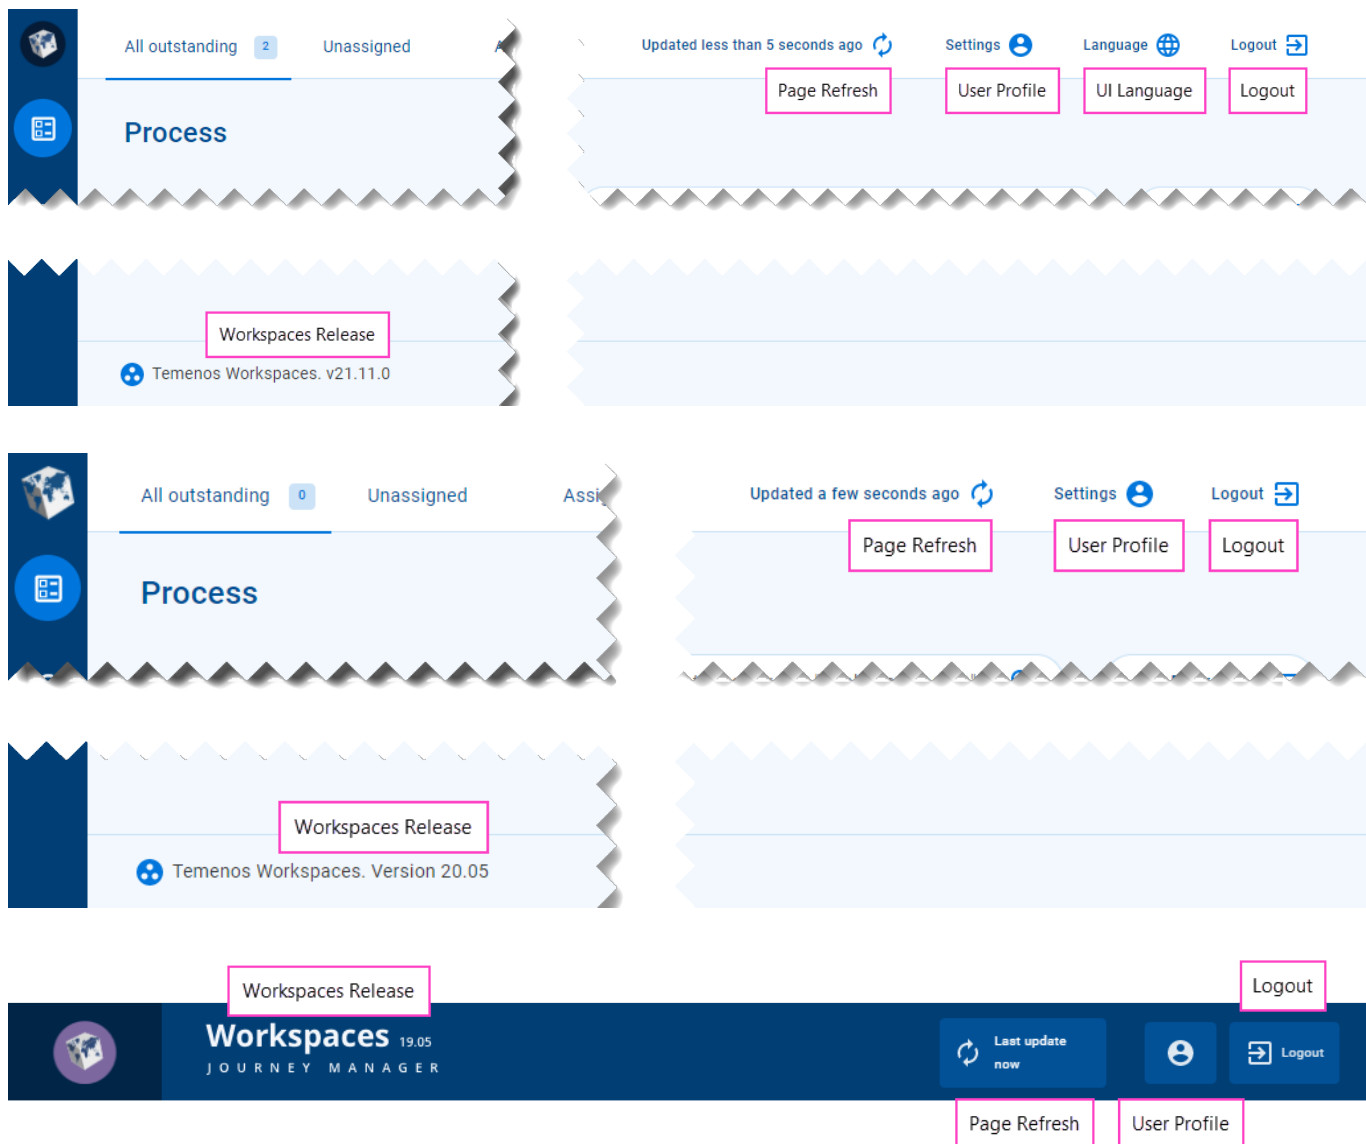 All outstanding 2 Unassigned
Updated less than 5 seconds ago Settings Language Logout
Page Refresh User Profile UI Language Logout
Process
Workspaces Release
Temenos Workspaces. v21.11.0
All outstanding 0 Unassigned Assi
Updated a few seconds ago Settings Logout
Page Refresh User Profile Logout
Process
Workspaces Release
Temenos Workspaces. Version 20.05
Workspaces Release
Logout
Workspaces 19.05
JOURNEY MANAGER
Last update
now
Logout
Page Refresh User Profile